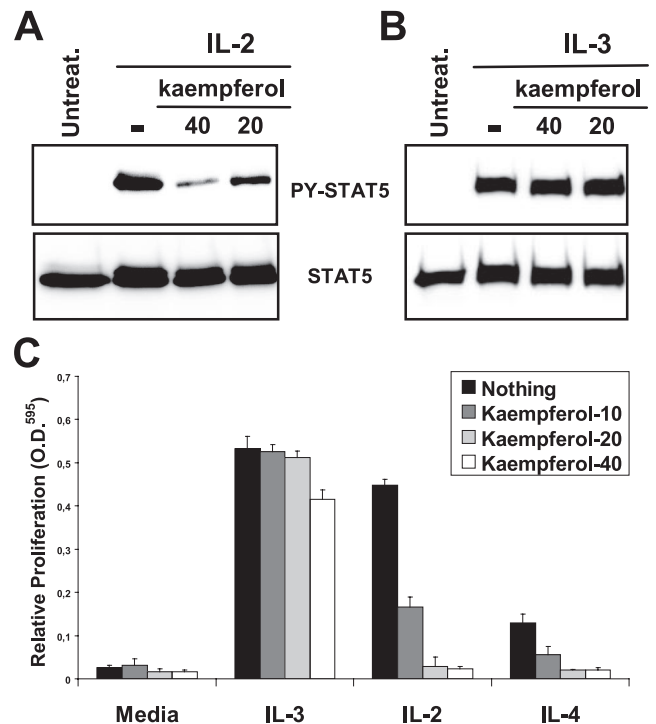 A
IL-2
Untreat.
kaempferol
- 40 20
B
IL-3
Untreat.
kaempferol
- 40 20
PY-STAT5
STAT5
C
Relative Proliferation (O.D.⁵⁹⁵)
0,7
0,6
0,5
0,4
0,3
0,2
0,1
0
Nothing
Kaempferol-10
Kaempferol-20
Kaempferol-40
Media IL-3 IL-2 IL-4